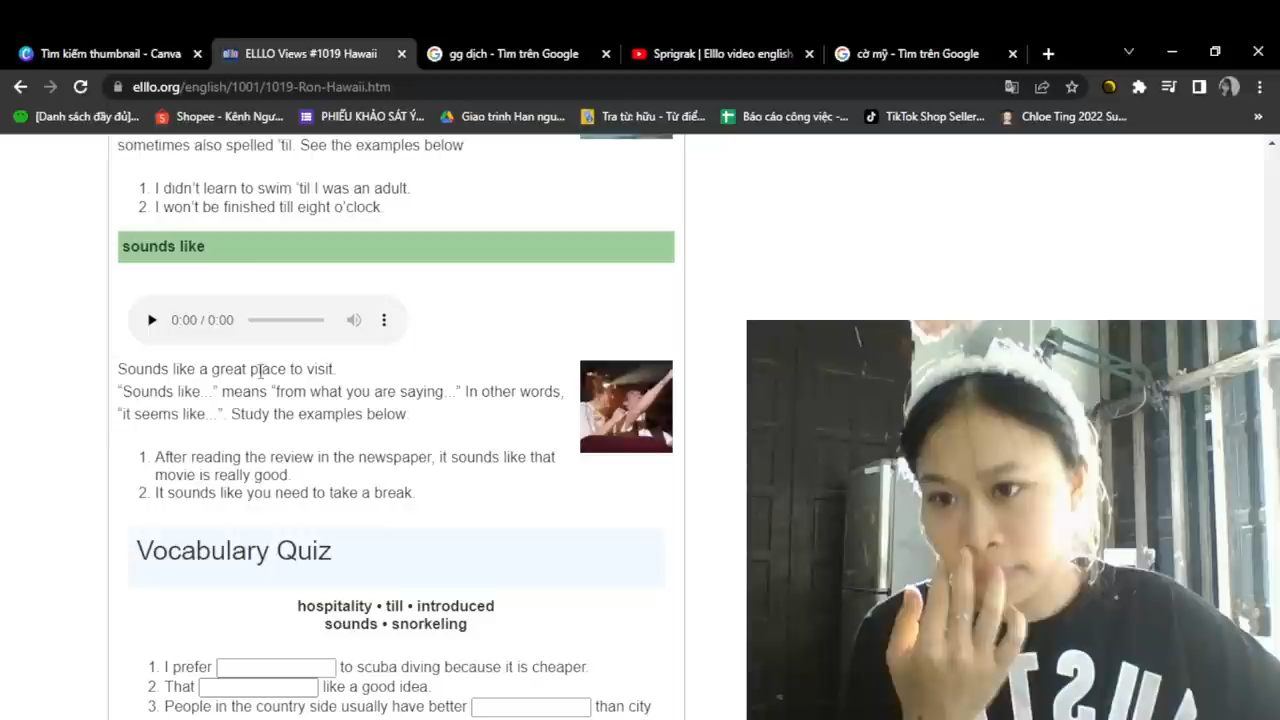 Tìm kiếm thumbnail - Canva
ELLLO Views #1019 Hawaii
gg dịch - Tìm trên Google
Sprigrak | Elllo video english
cờ mỹ - Tìm trên Google
elllo.org/english/1001/1019-Ron-Hawaii.htm
[Danh sách đầy đủ]...
Shopee - Kênh Ngư...
PHIẾU KHẢO SÁT Ý...
Giao trình Han ngu...
Tra từ: hữu - Từ điể...
Báo cáo công việc -...
TikTok Shop Seller...
Chloe Ting 2022 Su...
sometimes also spelled 'til. See the examples below
1. I didn't learn to swim 'til I was an adult.
2. I won't be finished till eight o'clock.
sounds like
0:00 / 0:00
Sounds like a great place to visit.
“Sounds like...” means “from what you are saying...” In other words,
“it seems like...”. Study the examples below.
1. After reading the review in the newspaper, it sounds like that
movie is really good.
2. It sounds like you need to take a break.
Vocabulary Quiz
hospitality • till • introduced
sounds • snorkeling
1. I prefer to scuba diving because it is cheaper.
2. That like a good idea.
3. People in the country side usually have better than city